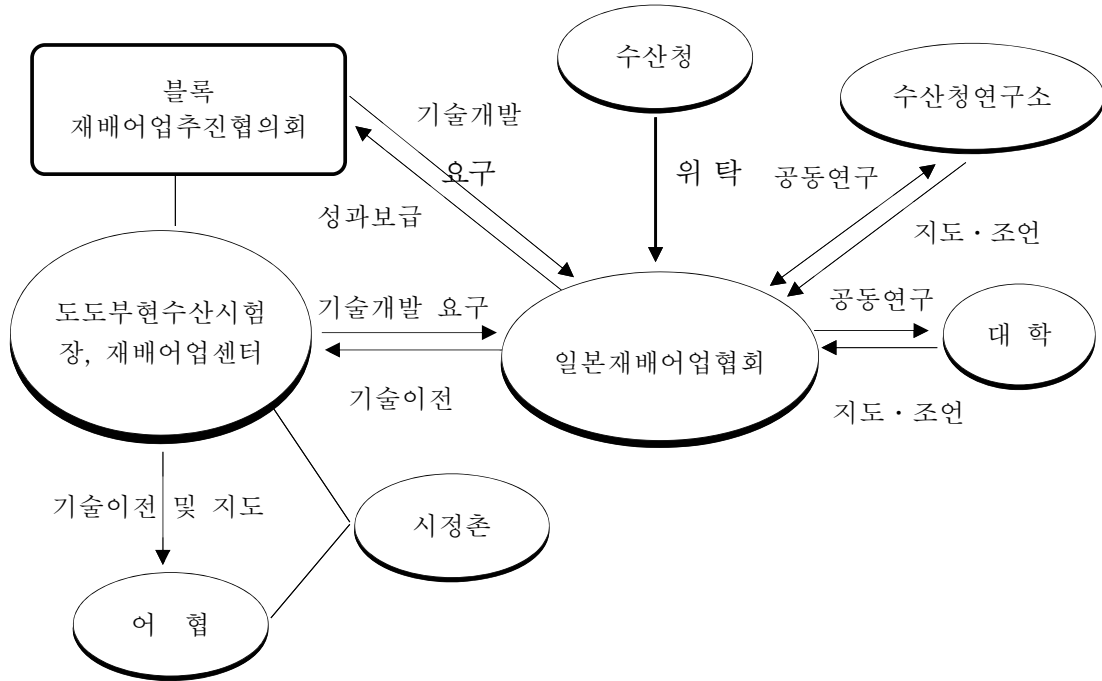 수산청
블록
재배어업추진협의회
수산청연구소
기술개발
요구
위 탁
공동연구
성과보급
지도・조언
도도부현수산시험
장, 재배어업센터
기술개발 요구
일본재배어업협회
공동연구
대 학
기술이전
지도・조언
기술이전 및 지도
시정촌
어 협